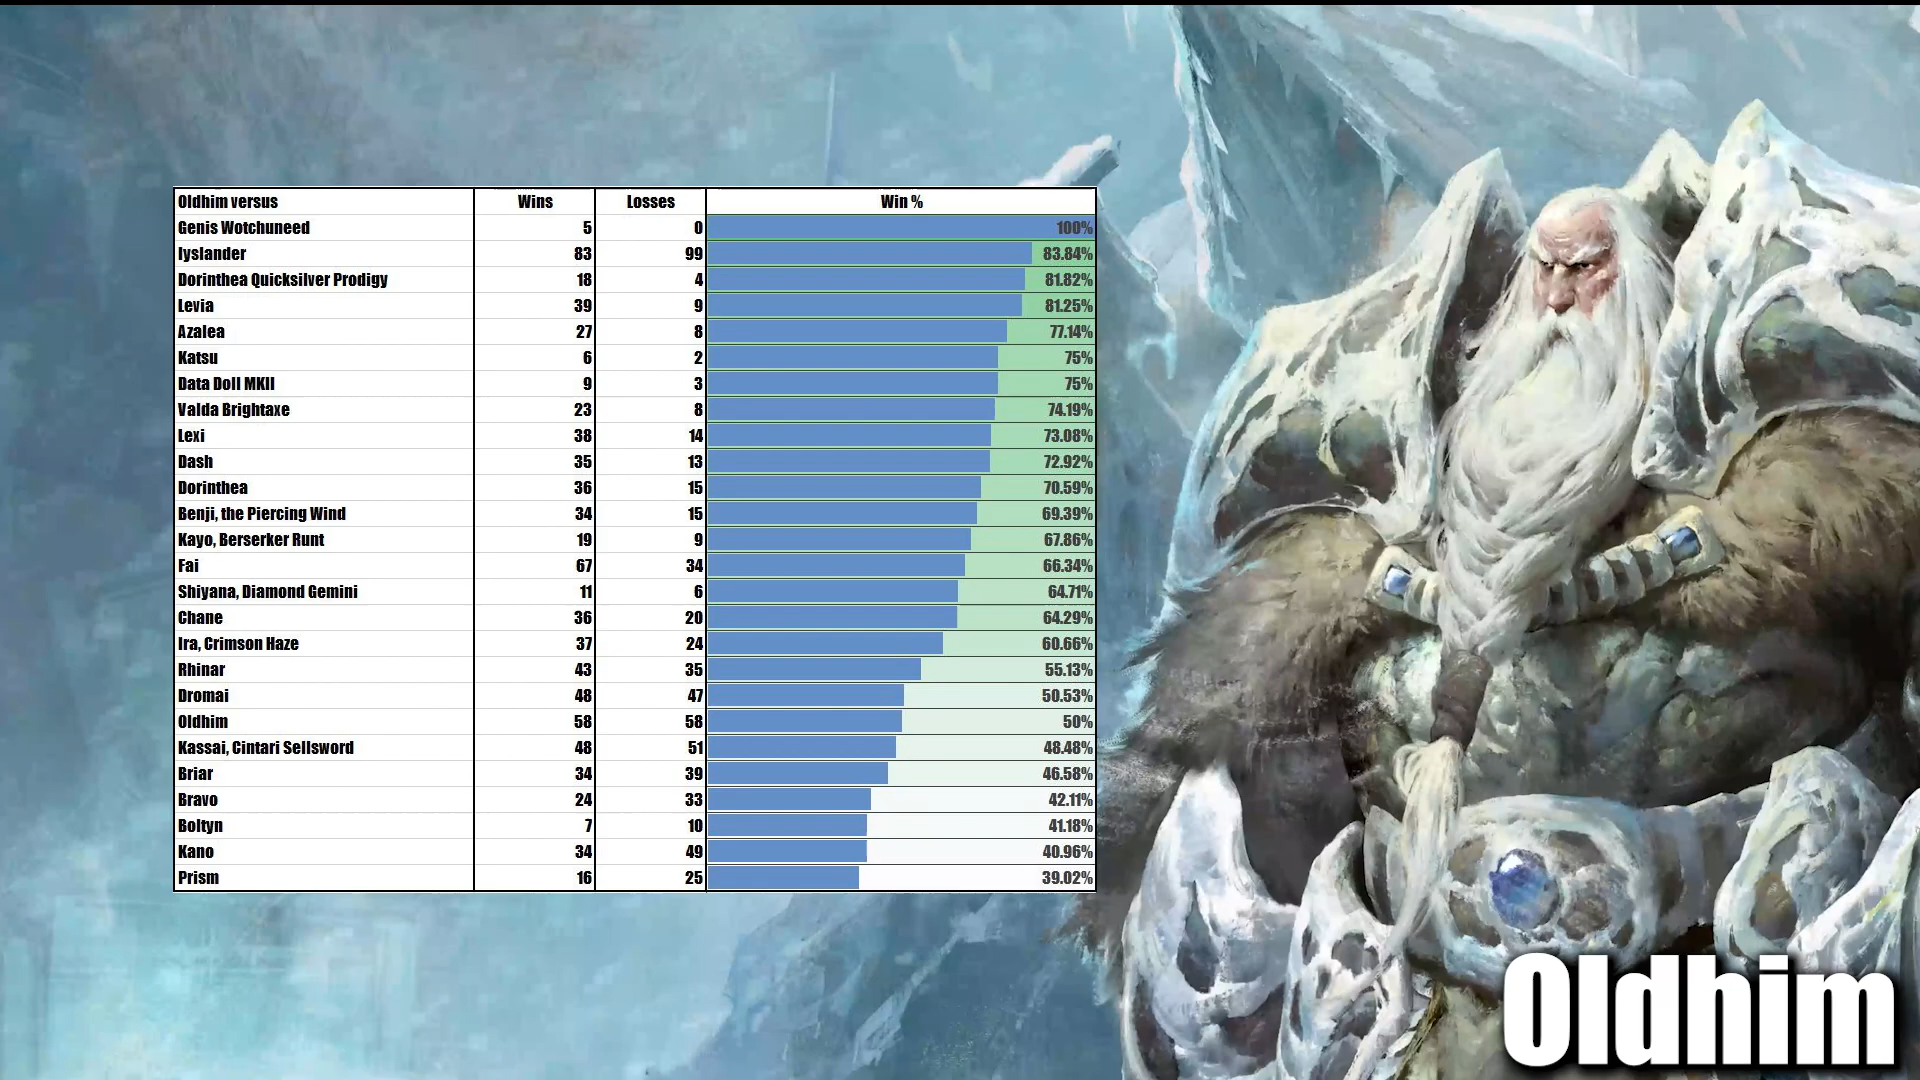 Oldhim versus Wins Losses Win %
Genis Wotchuneed 5 0 100%
Iyslander 83 99 83.84%
Dorinthea Quicksilver Prodigy 18 4 81.82%
Levia 39 9 81.25%
Azalea 27 8 77.14%
Katsu 6 2 75%
Data Doll MKII 9 3 75%
Valda Brightaxe 23 8 74.19%
Lexi 38 14 73.08%
Dash 35 13 72.92%
Dorinthea 36 15 70.59%
Benji, the Piercing Wind 34 15 69.39%
Kayo, Berserker Runt 19 9 67.86%
Fai 67 34 66.34%
Shiyana, Diamond Gemini 11 6 64.71%
Chane 36 20 64.29%
Ira, Crimson Haze 37 24 60.66%
Rhinar 43 35 55.13%
Dromai 48 47 50.53%
Oldhim 58 58 50%
Kassai, Cintari Sellsword 48 51 48.48%
Briar 34 39 46.58%
Bravo 24 33 42.11%
Boltyn 7 10 41.18%
Kano 34 49 40.96%
Prism 16 25 39.02%
Oldhim